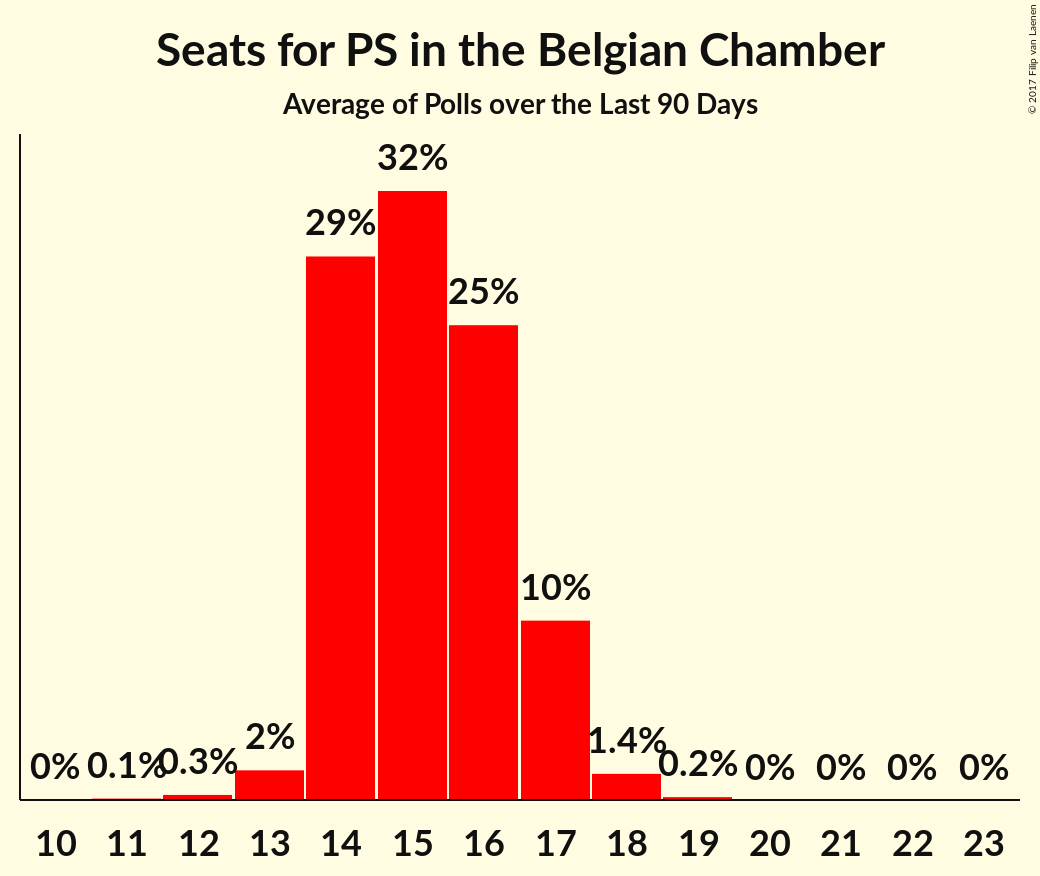 Seats for PS in the Belgian Chamber
Average of Polls over the Last 90 Days
© 2017 Filip van Laenen
0% 0.1% 0.3% 2% 29% 32% 25% 10% 1.4% 0.2% 0% 0% 0% 0%
10 11 12 13 14 15 16 17 18 19 20 21 22 23